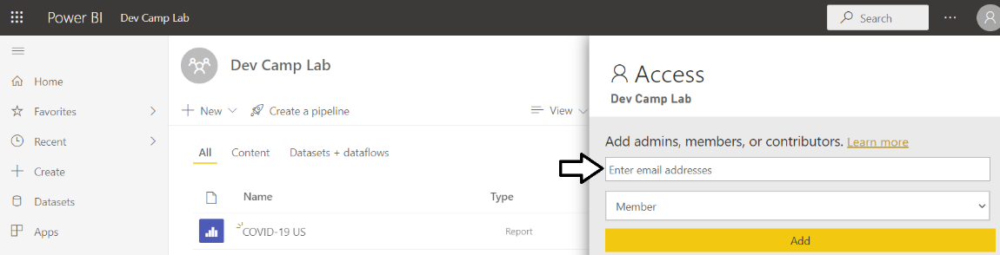 Power BI Dev Camp Lab
Search
Home
Favorites
Recent
Create
Datasets
Apps
Dev Camp Lab
New
Create a pipeline
View
All Content Datasets + dataflows
Name Type
COVID-19 US Report
Access
Dev Camp Lab
Add admins, members, or contributors. Learn more
Enter email addresses
Member
Add